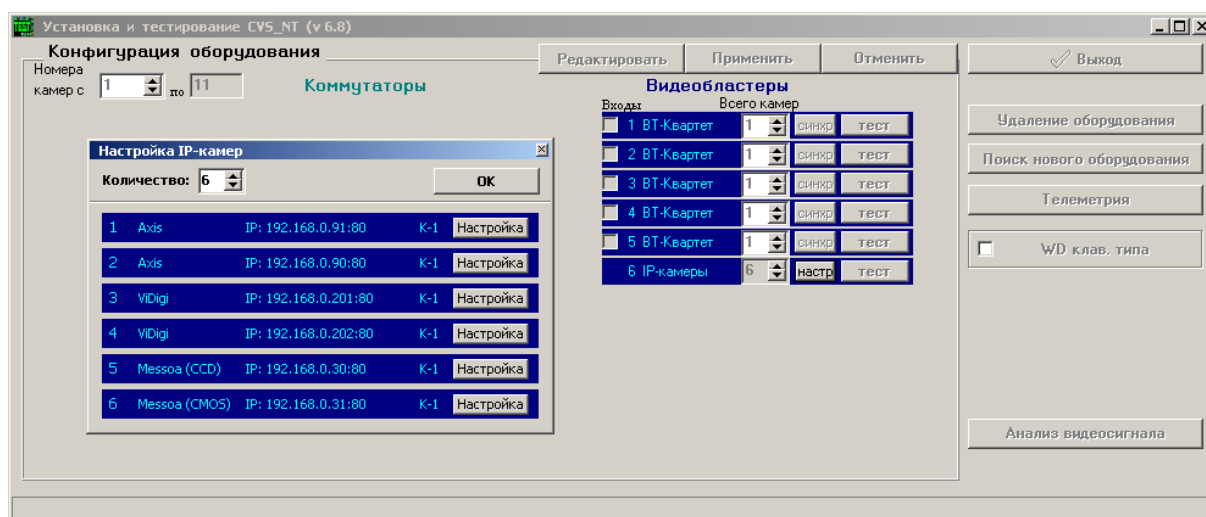 TEST Установка и тестирование CVS_NT (v 6.8)
Конфигурация оборудования
Редактировать Применить Отменить
Выход
Номера
камер с 1 по 11
Коммутаторы
Видеобластеры
Входы Всего камер
1 ВТ-Квартет 1 синхр тест
2 ВТ-Квартет 1 синхр тест
3 ВТ-Квартет 1 синхр тест
4 ВТ-Квартет 1 синхр тест
5 ВТ-Квартет 1 синхр тест
6 IP-камеры 6 настр тест
Удаление оборудования
Поиск нового оборудования
Телеметрия
WD клав. типа
Анализ видеосигнала
Настройка IP-камер
Количество: 6 OK
1 Axis IP: 192.168.0.91:80 К-1 Настройка
2 Axis IP: 192.168.0.90:80 К-1 Настройка
3 ViDigi IP: 192.168.0.201:80 К-1 Настройка
4 ViDigi IP: 192.168.0.202:80 К-1 Настройка
5 Messoa (CCD) IP: 192.168.0.30:80 К-1 Настройка
6 Messoa (CMOS) IP: 192.168.0.31:80 К-1 Настройка